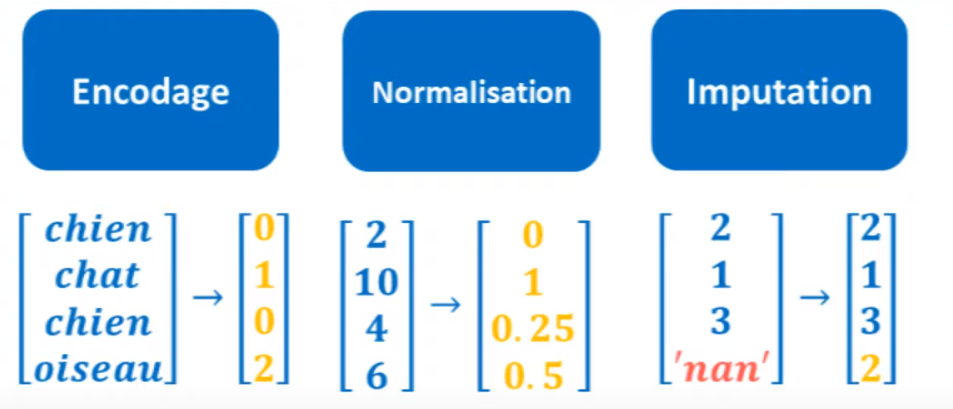 Encodage
Normalisation
Imputation
chien
chat
chien
oiseau
→
0
1
0
2
2
10
4
6
→
0
1
0.25
0.5
2
1
3
'nan'
→
2
1
3
2